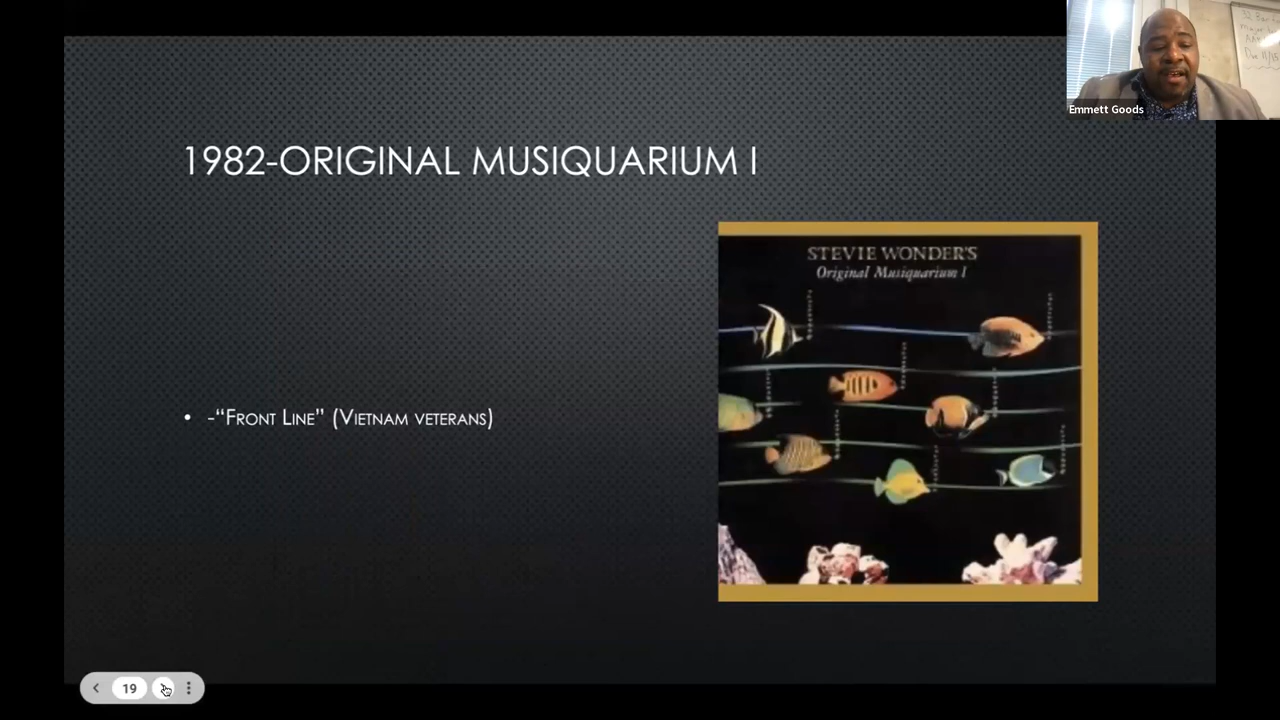 1982-ORIGINAL MUSIQUARIUM I
STEVIE WONDER'S
Original Musiquarium I
• -“FRONT LINE” (VIETNAM VETERANS)
Emmett Goods
19